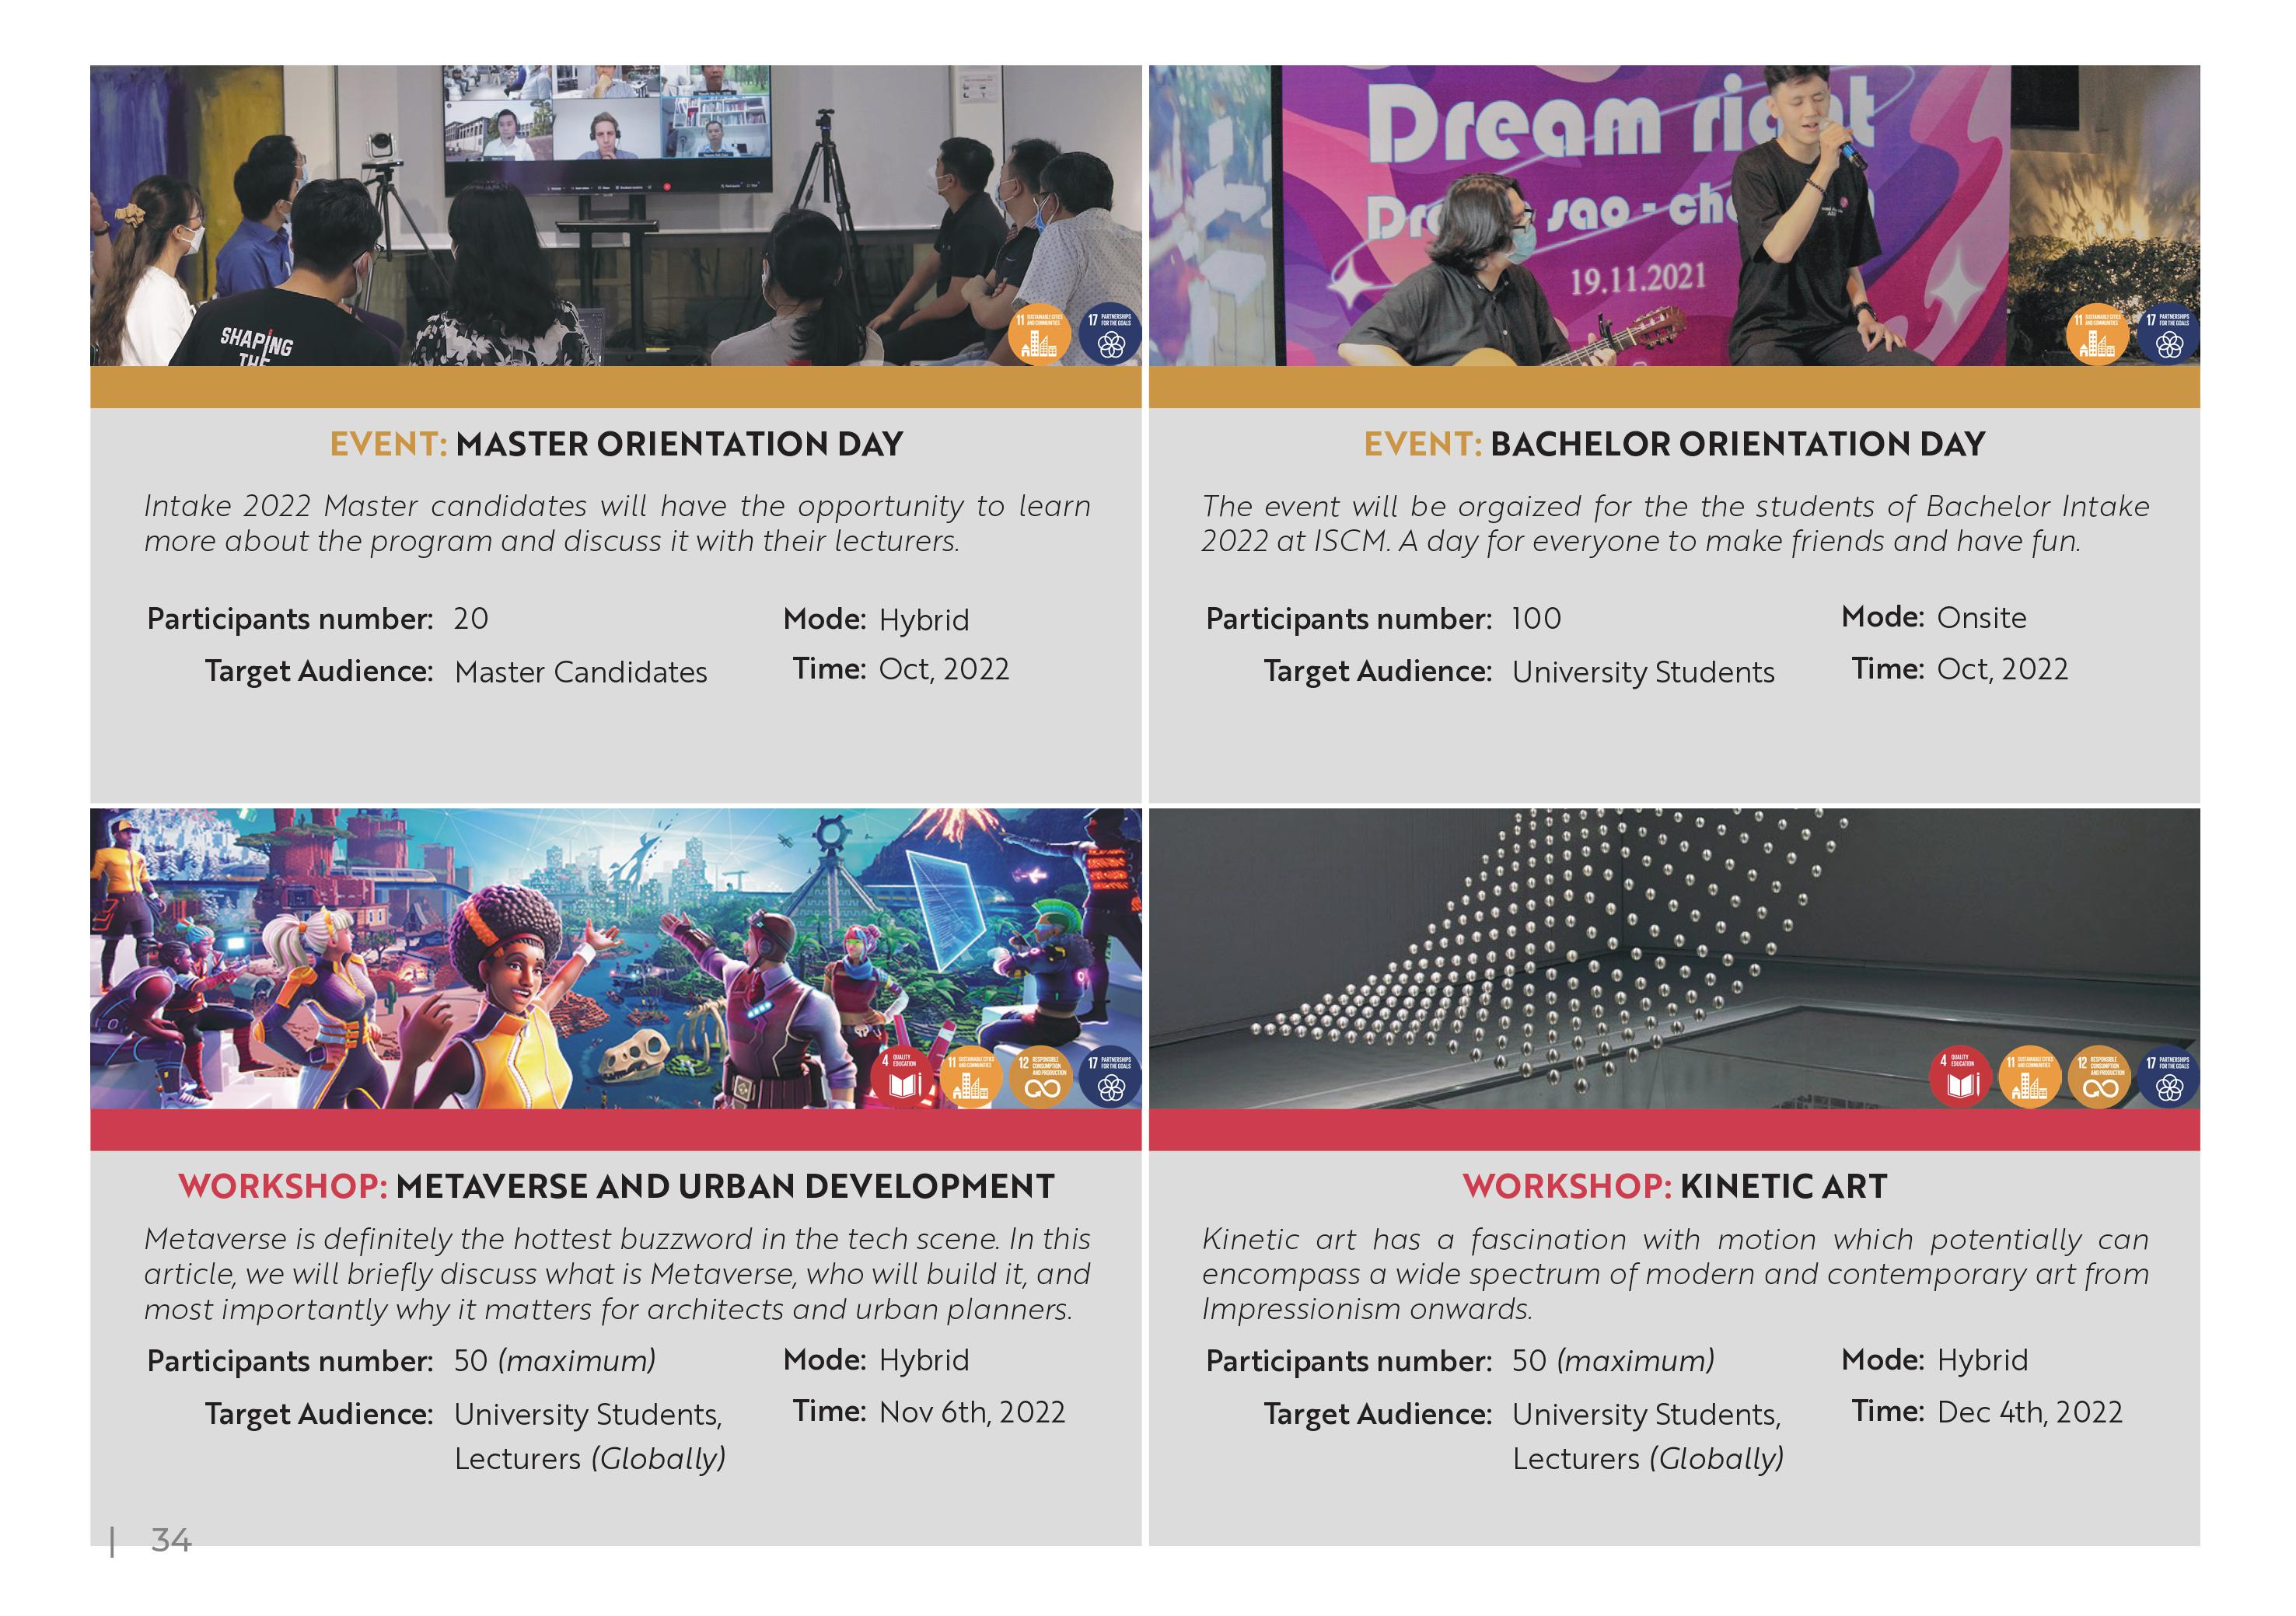 SHAPING
THE
11 SUSTAINABLE CITIES
AND COMMUNITIES
17 PARTNERSHIPS
FOR THE GOALS
EVENT: MASTER ORIENTATION DAY
Intake 2022 Master candidates will have the opportunity to learn
more about the program and discuss it with their lecturers.
Participants number: 20
Mode: Hybrid
Target Audience: Master Candidates
Time: Oct, 2022
Dream right
sao -
19.11.2021
11 SUSTAINABLE CITIES
AND COMMUNITIES
17 PARTNERSHIPS
FOR THE GOALS
EVENT: BACHELOR ORIENTATION DAY
The event will be orgaized for the the students of Bachelor Intake
2022 at ISCM. A day for everyone to make friends and have fun.
Participants number: 100
Mode: Onsite
Target Audience: University Students
Time: Oct, 2022
4 QUALITY
EDUCATION
11 SUSTAINABLE CITIES
AND COMMUNITIES
12 RESPONSIBLE
CONSUMPTION
AND PRODUCTION
17 PARTNERSHIPS
FOR THE GOALS
WORKSHOP: METAVERSE AND URBAN DEVELOPMENT
Metaverse is definitely the hottest buzzword in the tech scene. In this
article, we will briefly discuss what is Metaverse, who will build it, and
most importantly why it matters for architects and urban planners.
Participants number: 50 (maximum)
Mode: Hybrid
Target Audience: University Students,
Lecturers (Globally)
Time: Nov 6th, 2022
4 QUALITY
EDUCATION
11 SUSTAINABLE CITIES
AND COMMUNITIES
12 RESPONSIBLE
CONSUMPTION
AND PRODUCTION
17 PARTNERSHIPS
FOR THE GOALS
WORKSHOP: KINETIC ART
Kinetic art has a fascination with motion which potentially can
encompass a wide spectrum of modern and contemporary art from
Impressionism onwards.
Participants number: 50 (maximum)
Mode: Hybrid
Target Audience: University Students,
Lecturers (Globally)
Time: Dec 4th, 2022
| 34